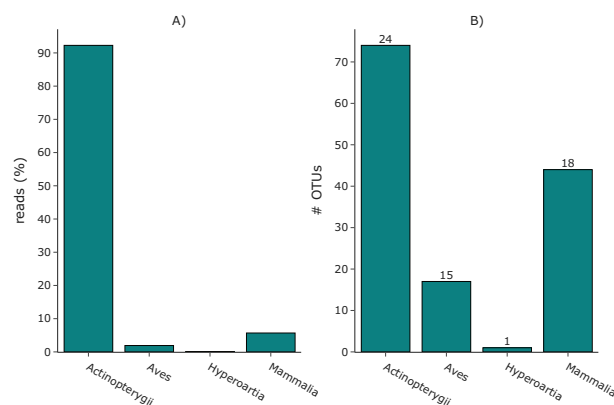 A)
reads (%)
90
80
70
60
50
40
30
20
10
0
Actinopterygii
Aves
Hyperoartia
Mammalia
B)
# OTUs
70
60
50
40
30
20
10
0
24
15
1
18
Actinopterygii
Aves
Hyperoartia
Mammalia